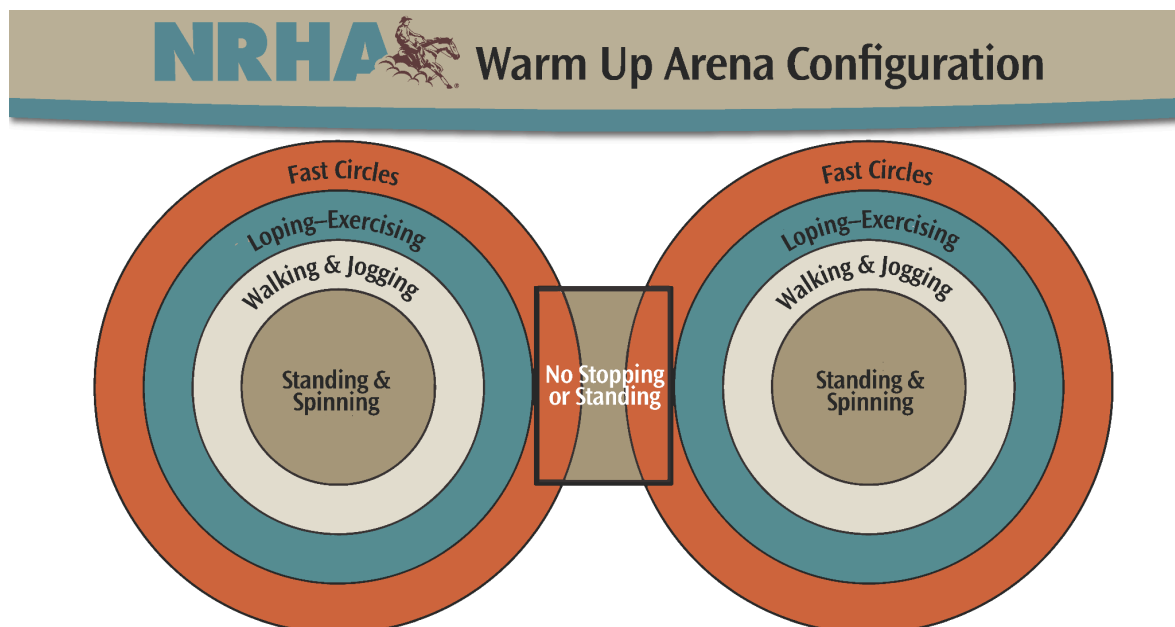 NRHA Warm Up Arena Configuration
Fast Circles
Loping–Exercising
Walking & Jogging
Standing &
Spinning
No Stopping
or Standing
Fast Circles
Loping–Exercising
Walking & Jogging
Standing &
Spinning